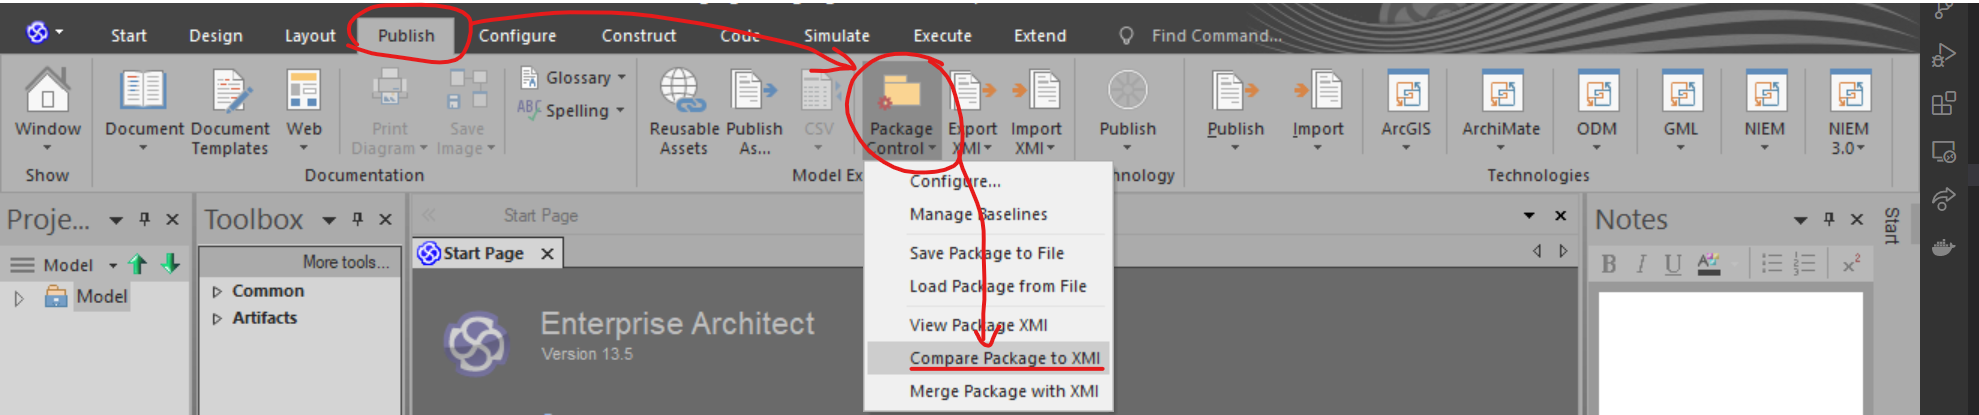 Start Design Layout Publish Configure Construct Code Simulate Execute Extend Find Command...
Glossary
ABC Spelling
Window Document Document Web Print Save Reusable Publish CSV Package Export Import Publish Publish Import ArcGIS ArchiMate ODM GML NIEM NIEM
Templates Diagram Image Assets As... Control XMI XMI 3.0
Show Documentation Model Ex hnology Technologies
Configure...
Manage Baselines
Save Package to File
Load Package from File
View Package XMI
Compare Package to XMI
Merge Package with XMI
Proje... Toolbox Start Page Notes
Start
Model More tools... Start Page B I U A x²
Model Common
Artifacts
Enterprise Architect
Version 13.5